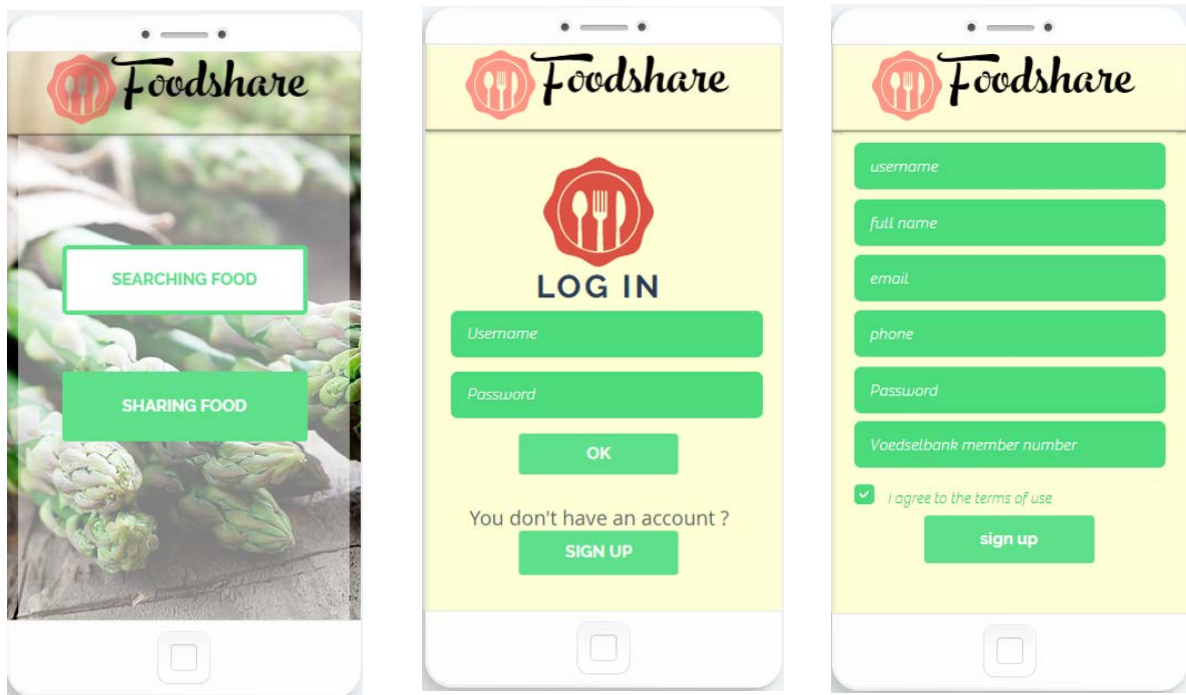 Foodshare
SEARCHING FOOD
SHARING FOOD
Foodshare
LOG IN
Username
Password
OK
You don't have an account ?
SIGN UP
Foodshare
username
full name
email
phone
Password
Voedselbank member number
I agree to the terms of use
sign up